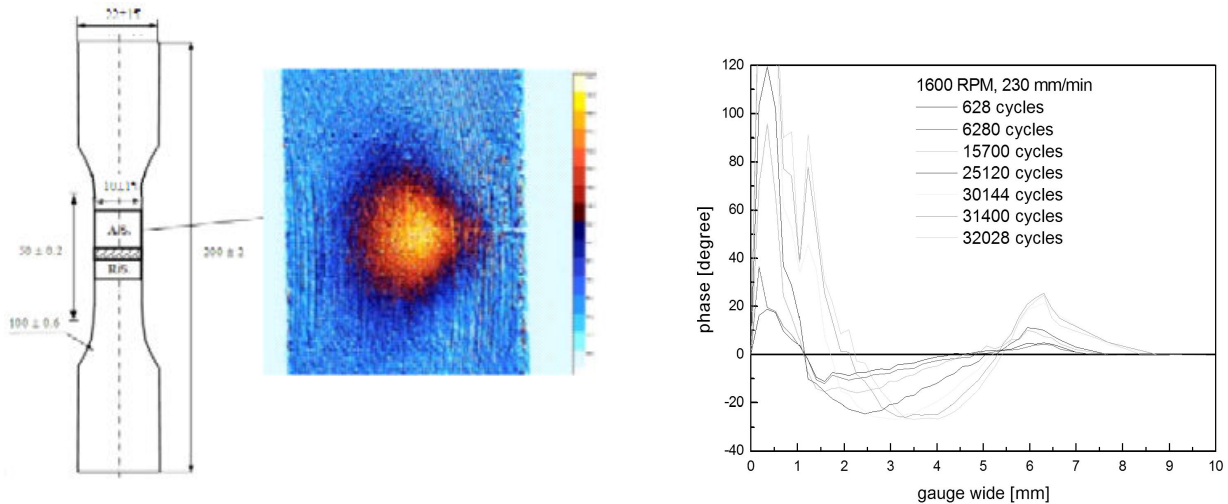 10±1*
A/S.
50 ± 0.2
200 ± 2
R/S.
100 ± 0.6
1600 RPM, 230 mm/min
628 cycles
6280 cycles
15700 cycles
25120 cycles
30144 cycles
31400 cycles
32028 cycles
phase [degree]
120
100
80
60
40
20
0
-20
-40
0 1 2 3 4 5 6 7 8 9 10
gauge wide [mm]